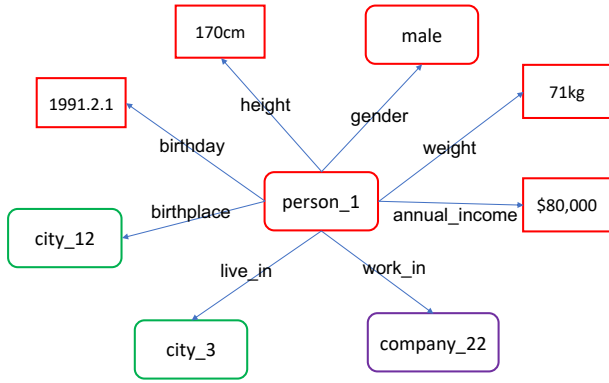 170cm
male
1991.2.1
71kg
height
gender
birthday
weight
birthplace
person_1
annual_income
$80,000
city_12
live_in
work_in
city_3
company_22